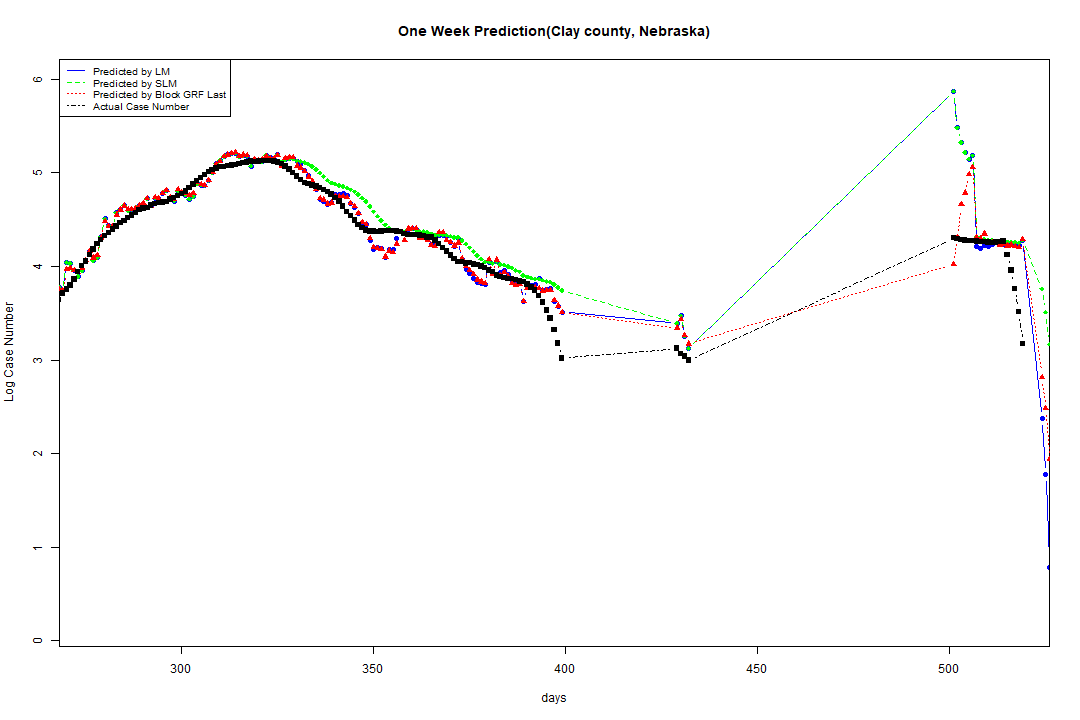 One Week Prediction(Clay county, Nebraska)
Predicted by LM
Predicted by SLM
Predicted by Block GRF Last
Actual Case Number
6
5
4
3
2
1
0
Log Case Number
300 350 400 450 500
days